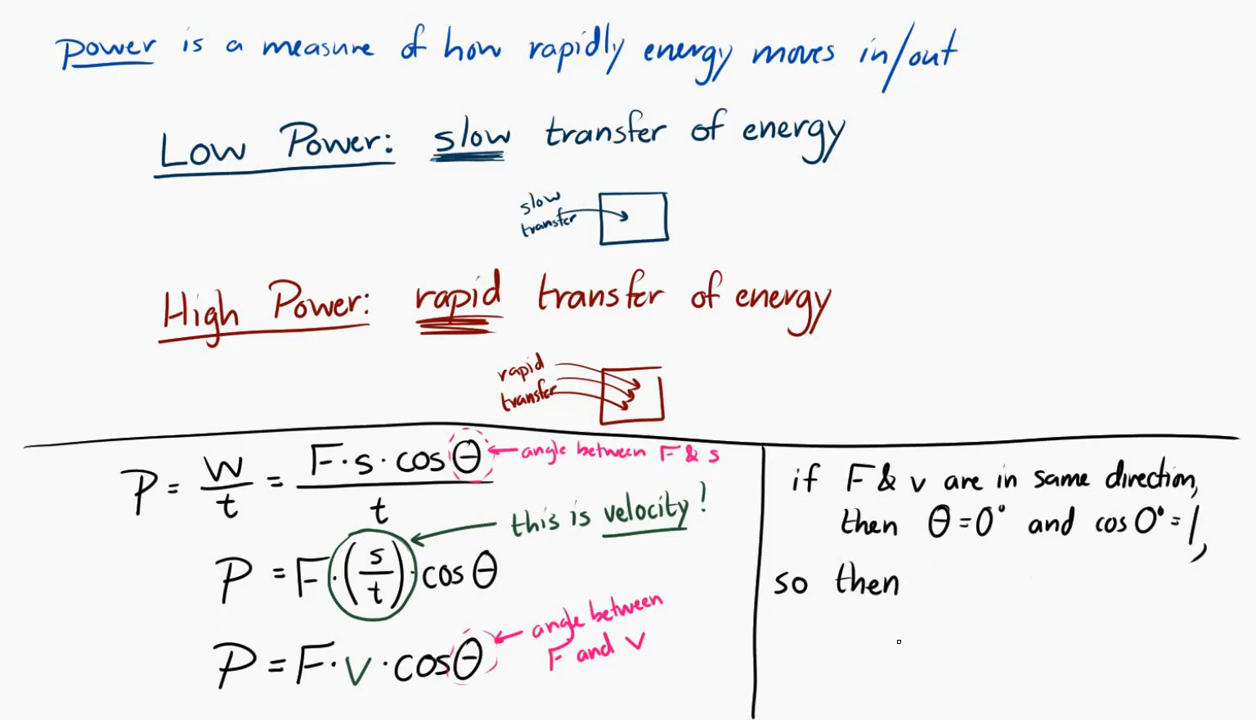 power is a measure of how rapidly energy moves in/out
Low Power: slow transfer of energy
slow
transfer
High Power: rapid transfer of energy
rapid
transfer
P = W/t = F·s·cosθ/t
angle between F & s
this is velocity!
P = F·(s/t)·cosθ
P = F·v·cosθ
angle between
F and v
if F & v are in same direction,
then θ=0° and cos 0°=1,
so then